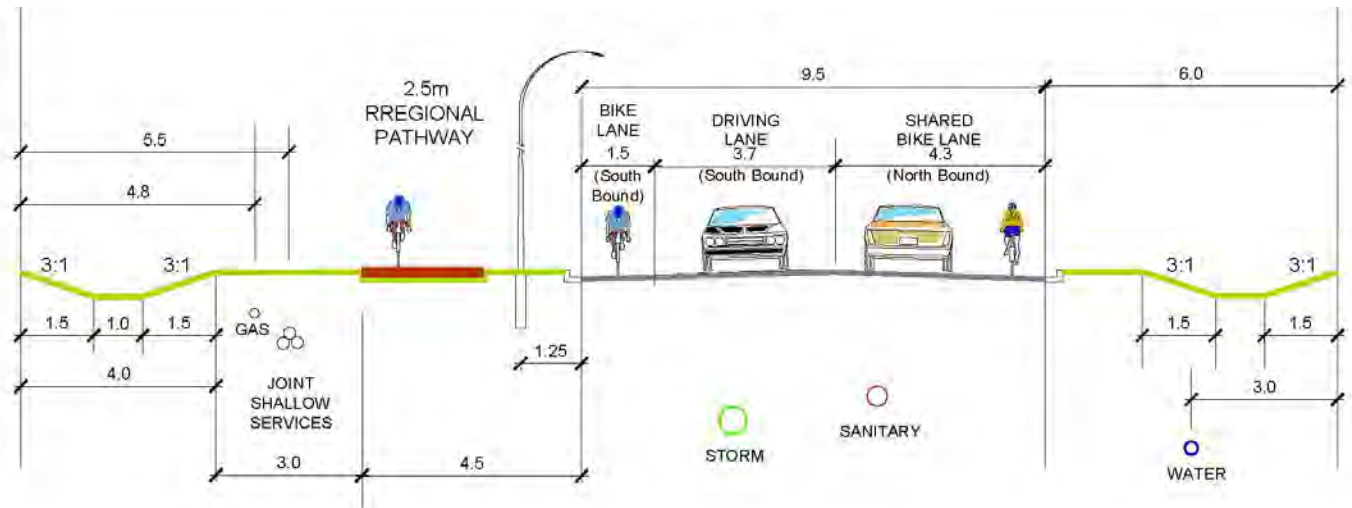 9.5
6.0
2.5m
RREGIONAL
PATHWAY
BIKE
LANE
1.5
(South
Bound)
DRIVING
LANE
3.7
(South Bound)
SHARED
BIKE LANE
4.3
(North Bound)
5.5
4.8
3:1
3:1
3:1
3:1
1.5
1.0
1.5
GAS
1.25
1.5
1.5
4.0
JOINT
SHALLOW
SERVICES
3.0
STORM
SANITARY
3.0
4.5
WATER